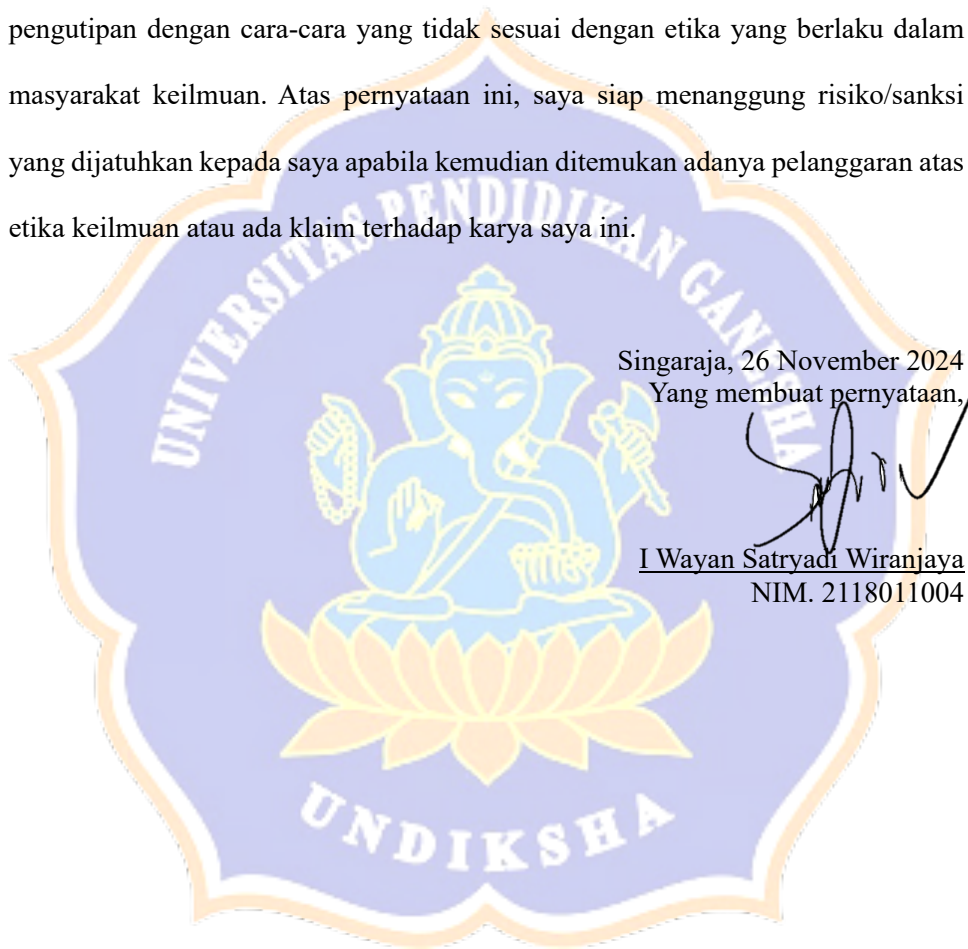 pengutipan dengan cara-cara yang tidak sesuai dengan etika yang berlaku dalam
masyarakat keilmuan. Atas pernyataan ini, saya siap menanggung risiko/sanksi
yang dijatuhkan kepada saya apabila kemudian ditemukan adanya pelanggaran atas
etika keilmuan atau ada klaim terhadap karya saya ini.
UNIVERSITAS PENDIDIKAN GANESHA
Singaraja, 26 November 2024
Yang membuat pernyataan,
I Wayan Satryadi Wiranjaya
NIM. 2118011004
UNDIKSHA